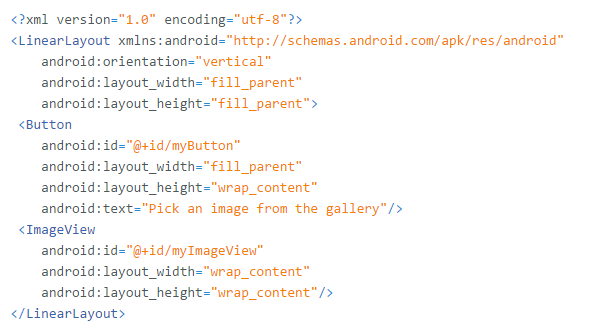 <?xml version="1.0" encoding="utf-8"?>
<LinearLayout xmlns:android="http://schemas.android.com/apk/res/android"
    android:orientation="vertical"
    android:layout_width="fill_parent"
    android:layout_height="fill_parent">
 <Button
    android:id="@+id/myButton"
    android:layout_width="fill_parent"
    android:layout_height="wrap_content"
    android:text="Pick an image from the gallery"/>
 <ImageView
    android:id="@+id/myImageView"
    android:layout_width="wrap_content"
    android:layout_height="wrap_content"/>
</LinearLayout>